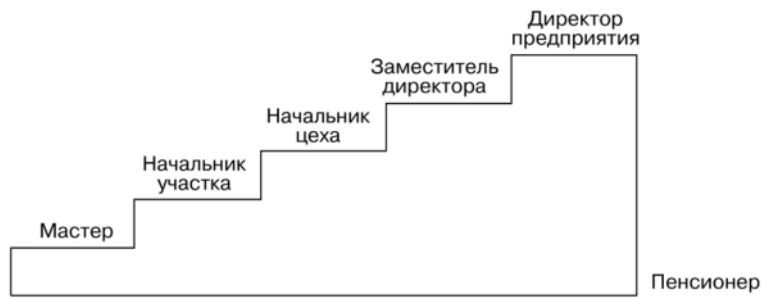 Директор
предприятия
Заместитель
директора
Начальник
цеха
Начальник
участка
Мастер
Пенсионер